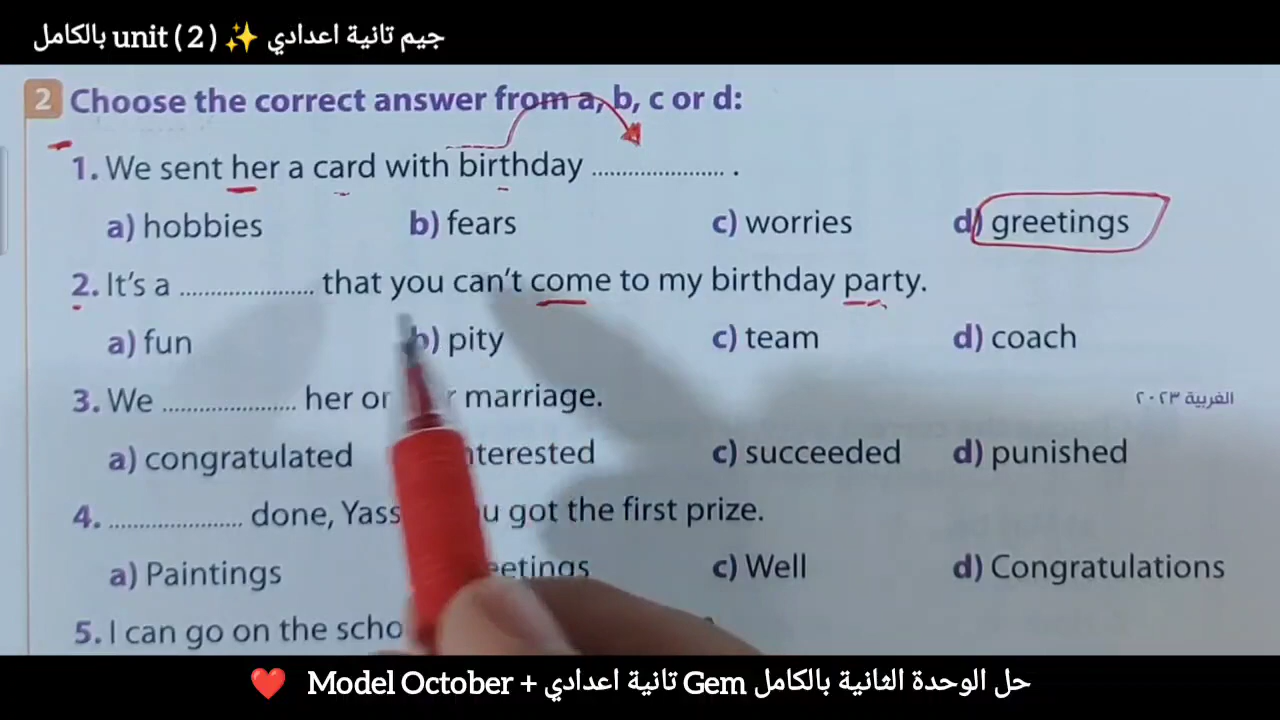 جيم تانية اعدادي ✨ unit ( 2 ) بالكامل
2 Choose the correct answer from a, b, c or d:
1. We sent her a card with birthday ..................... .
a) hobbies b) fears c) worries d) greetings
2. It's a ..................... that you can't come to my birthday party.
a) fun b) pity c) team d) coach
3. We ..................... her marriage.
الغربية ٢٠٢٣
a) congratulated c) succeeded d) punished
4. ..................... done, got the first prize.
a) Paintings c) Well d) Congratulations
5. I can go on the
حل الوحدة الثانية بالكامل Gem تانية اعدادي + Model October ❤️